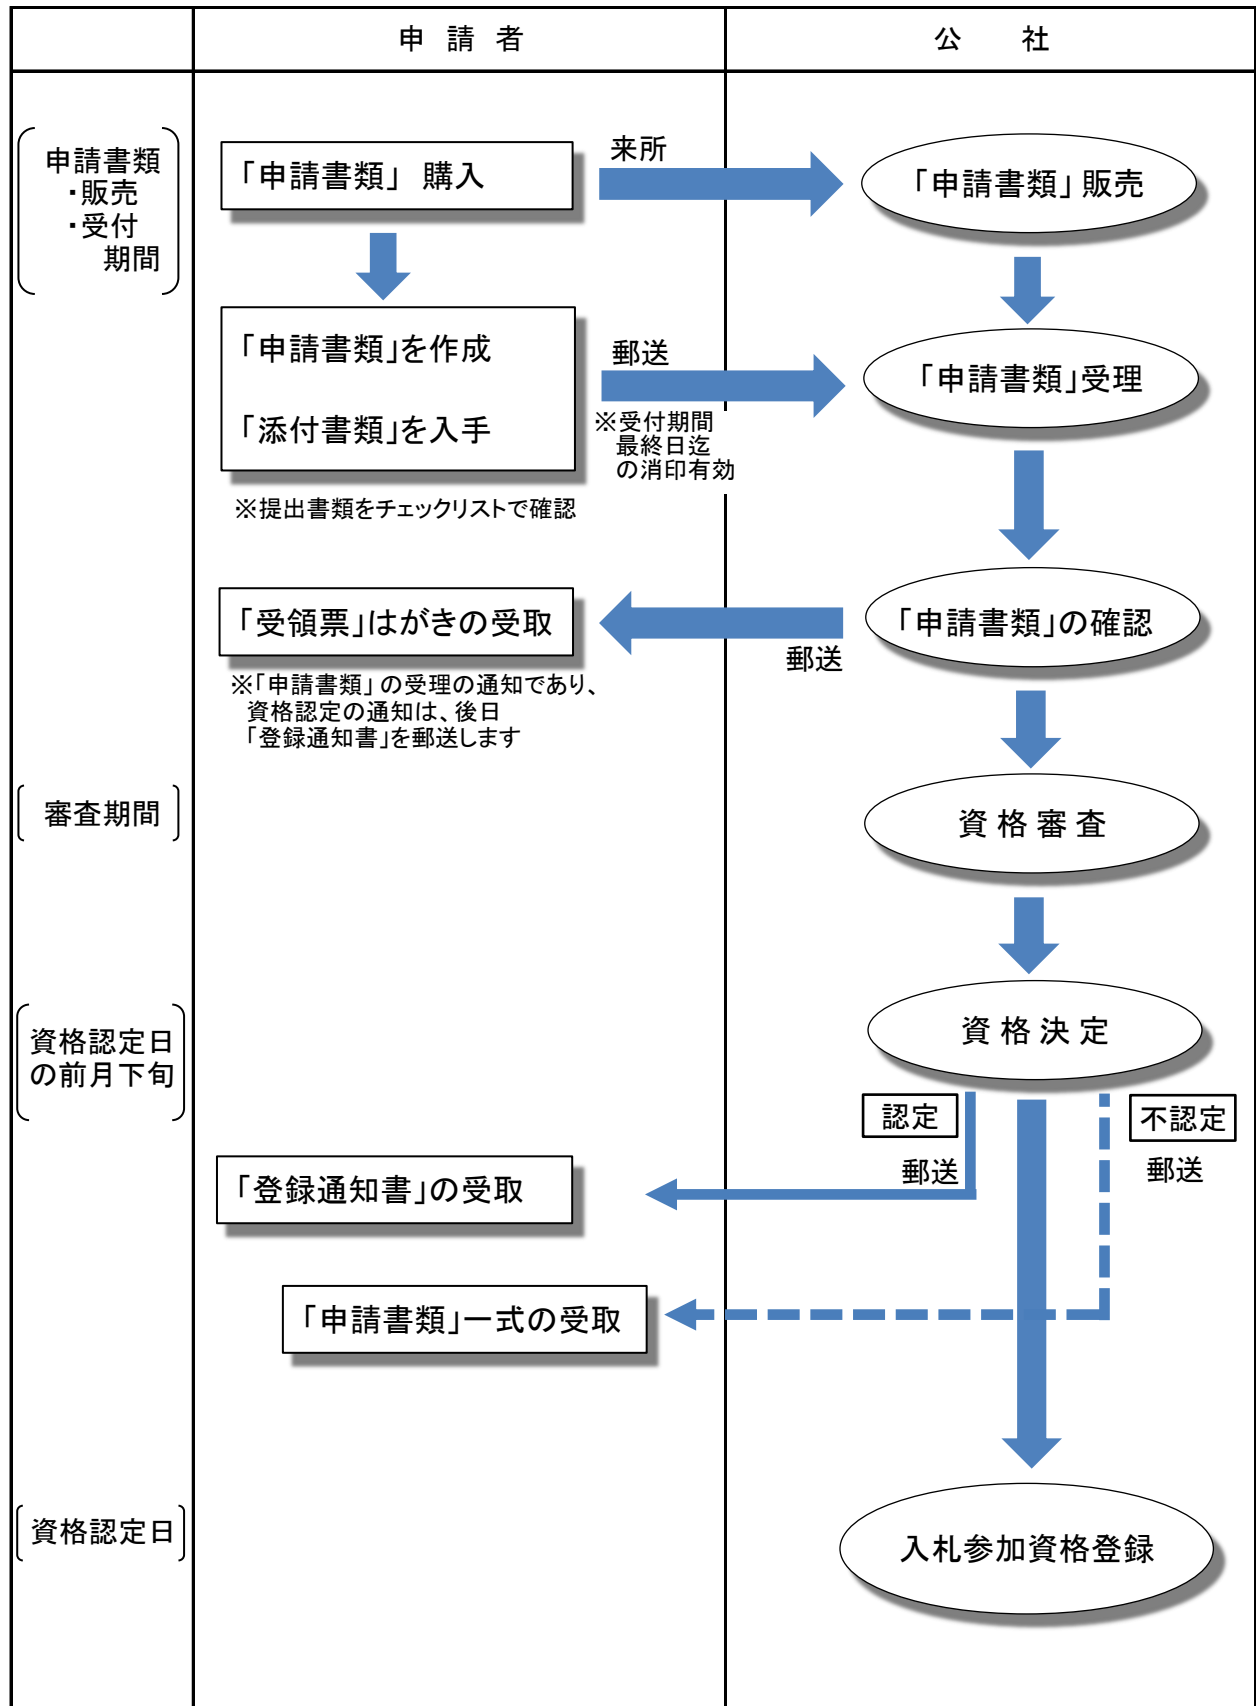 申 請 者
公 社
申請書類
・販売
・受付
期間
「申請書類」 購入
来所
「申請書類」 販売
「申請書類」を作成
「添付書類」を入手
郵送
※受付期間
最終日迄
の消印有効
「申請書類」受理
※提出書類をチェックリストで確認
「受領票」はがきの受取
郵送
「申請書類」の確認
※「申請書類」 の受理の通知であり、
資格認定の通知は、後日
「登録通知書」を郵送します
審査期間
資 格 審 査
資格認定日
の前月下旬
資 格 決 定
認定
不認定
郵送
郵送
「登録通知書」の受取
「申請書類」一式の受取
資格認定日
入札参加資格登録